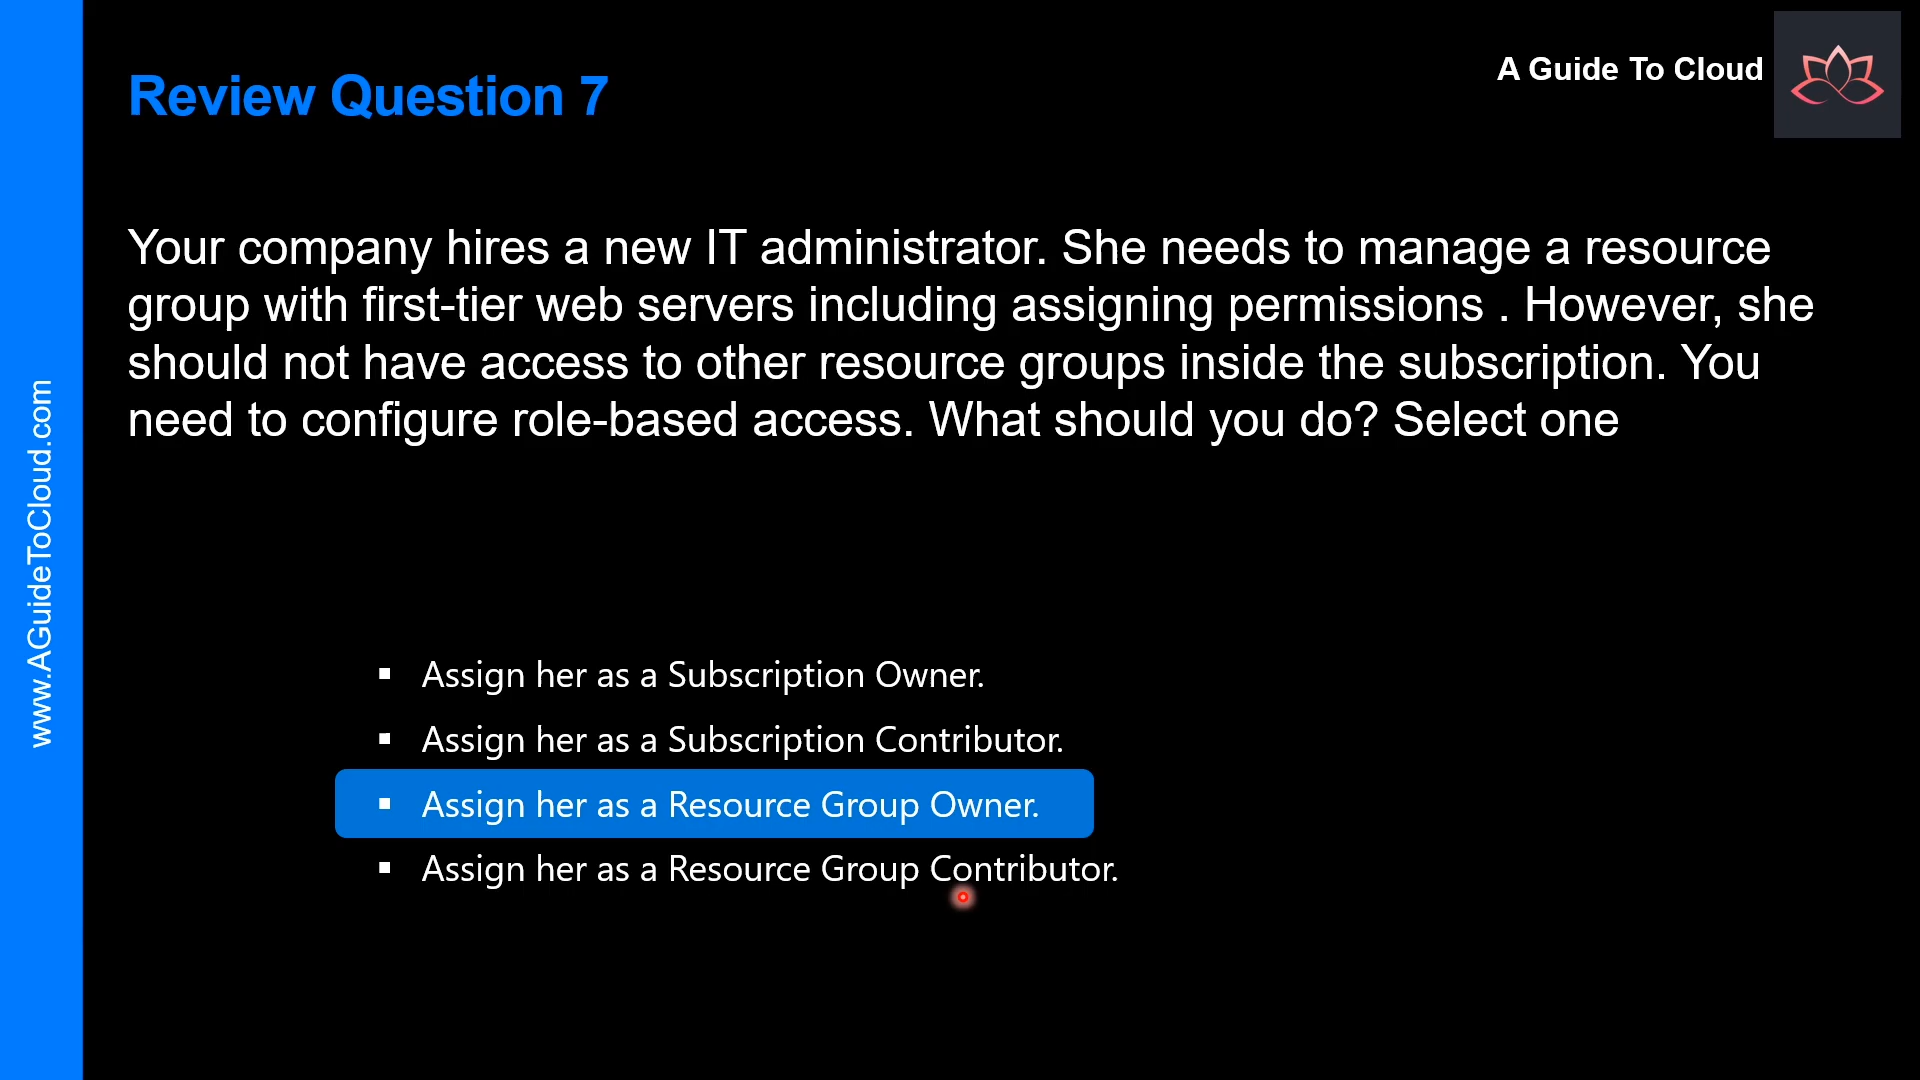 Review Question 7
A Guide To Cloud
Your company hires a new IT administrator. She needs to manage a resource
group with first-tier web servers including assigning permissions . However, she
should not have access to other resource groups inside the subscription. You
need to configure role-based access. What should you do? Select one
▪ Assign her as a Subscription Owner.
▪ Assign her as a Subscription Contributor.
▪ Assign her as a Resource Group Owner.
▪ Assign her as a Resource Group Contributor.
www.AGuideToCloud.com